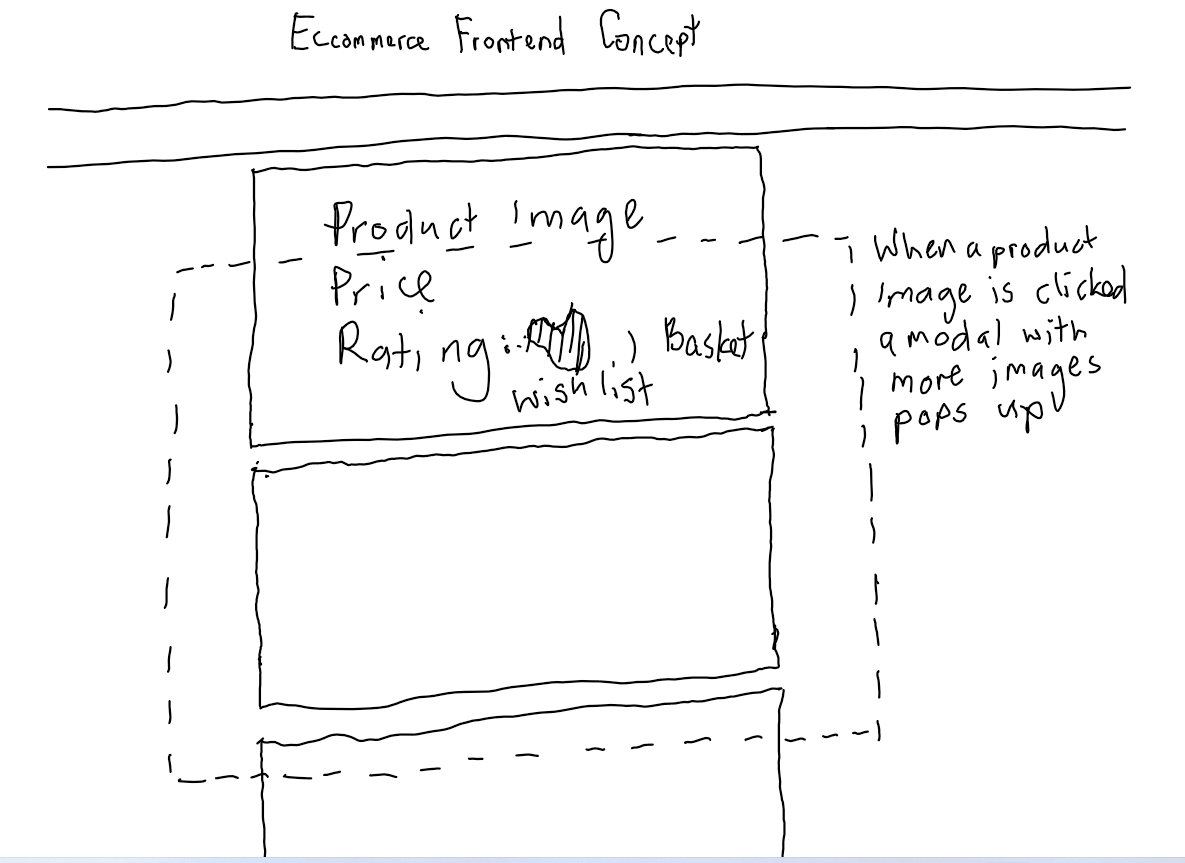 Eccommerce Frontend Concept
Product Image
Price
Rating
Basket
wish list
When a product
image is clicked
a modal with
more images
pops up